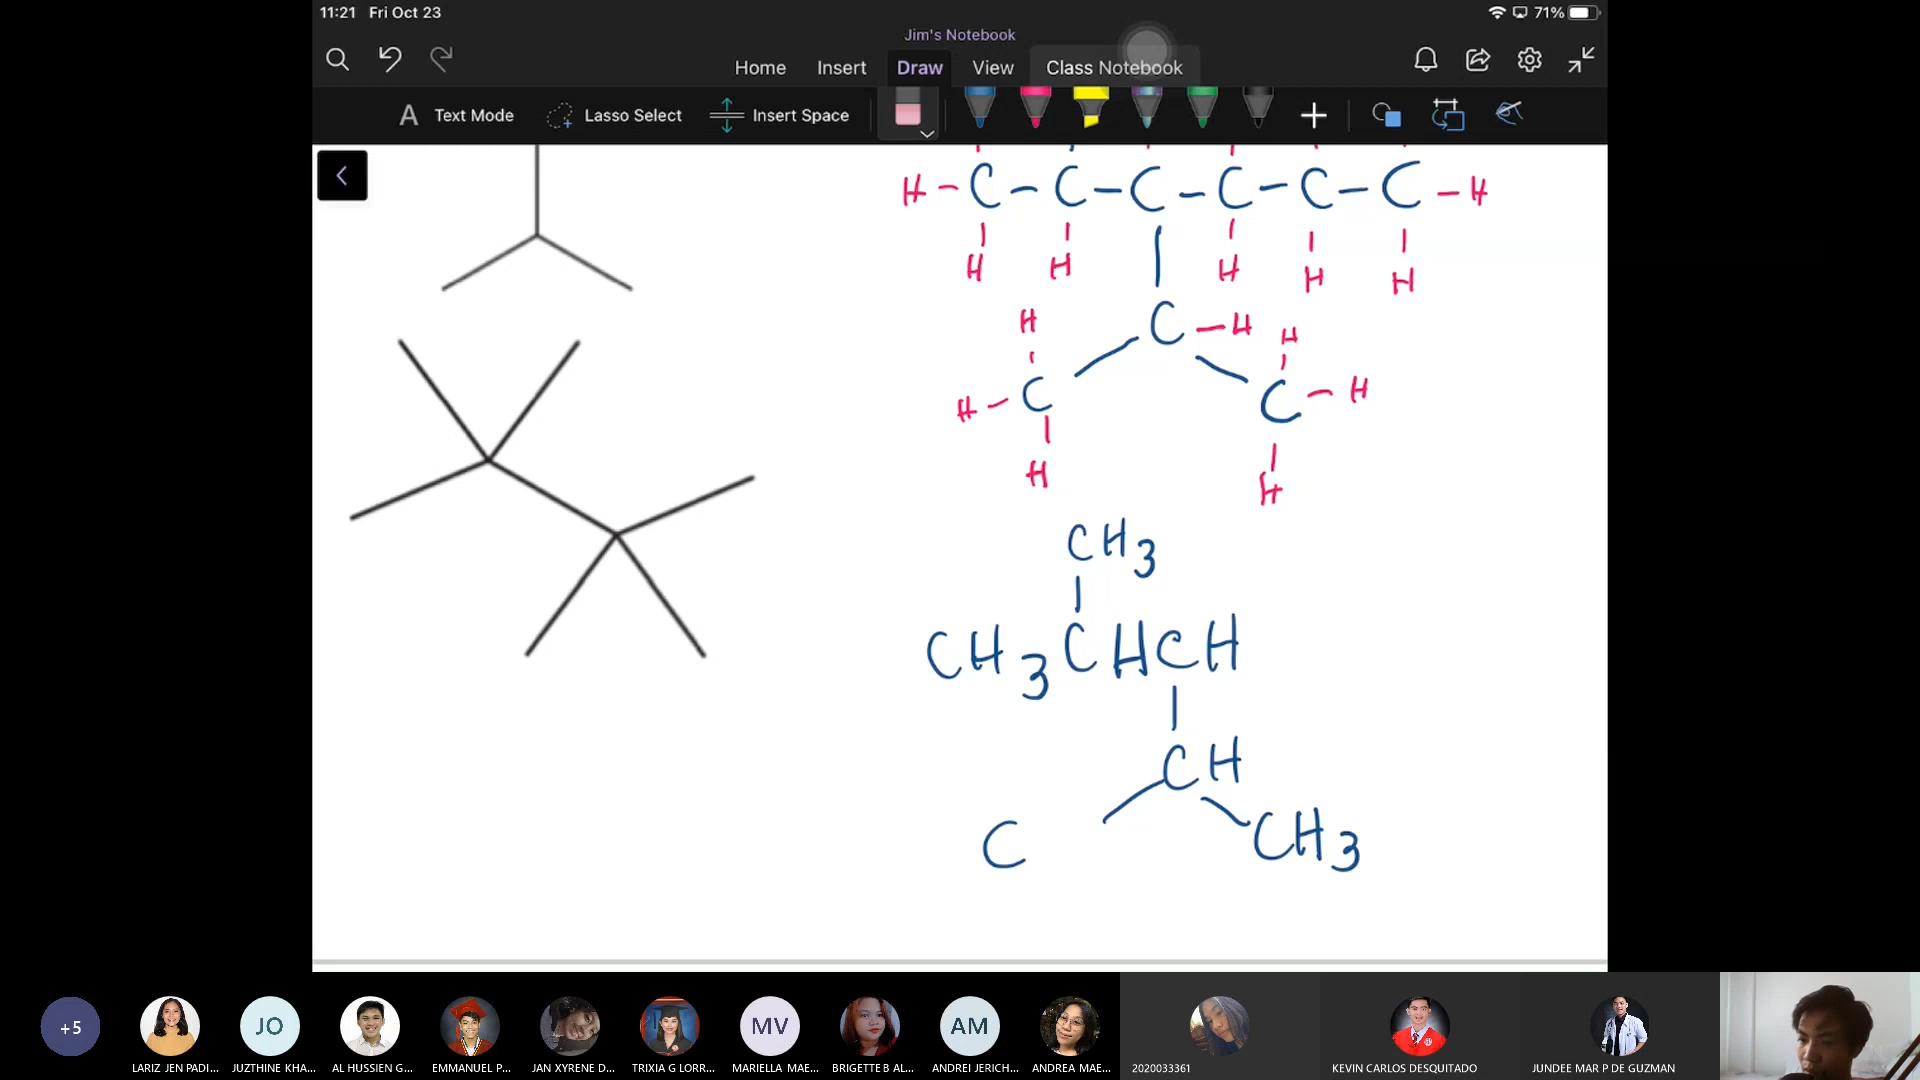 11:21 Fri Oct 23
71%
Jim's Notebook
Home Insert Draw View Class Notebook
A Text Mode Lasso Select Insert Space
H - C - C - C - C - C - C - H
H H H H H
H C - H H
H - C C - H
H H
CH3
CH3CHCH
CH
C CH3
+5 JO MV AM
LARIZ JEN PADI... JUZTHINE KHA... AL HUSSIEN G... EMMANUEL P... JAN XYRENE D... TRIXIA G LORR... MARIELLA MAE... BRIGETTE B AL... ANDREI JERICH... ANDREA MAE... 2020033361 KEVIN CARLOS DESQUITADO JUNDEE MAR P DE GUZMAN